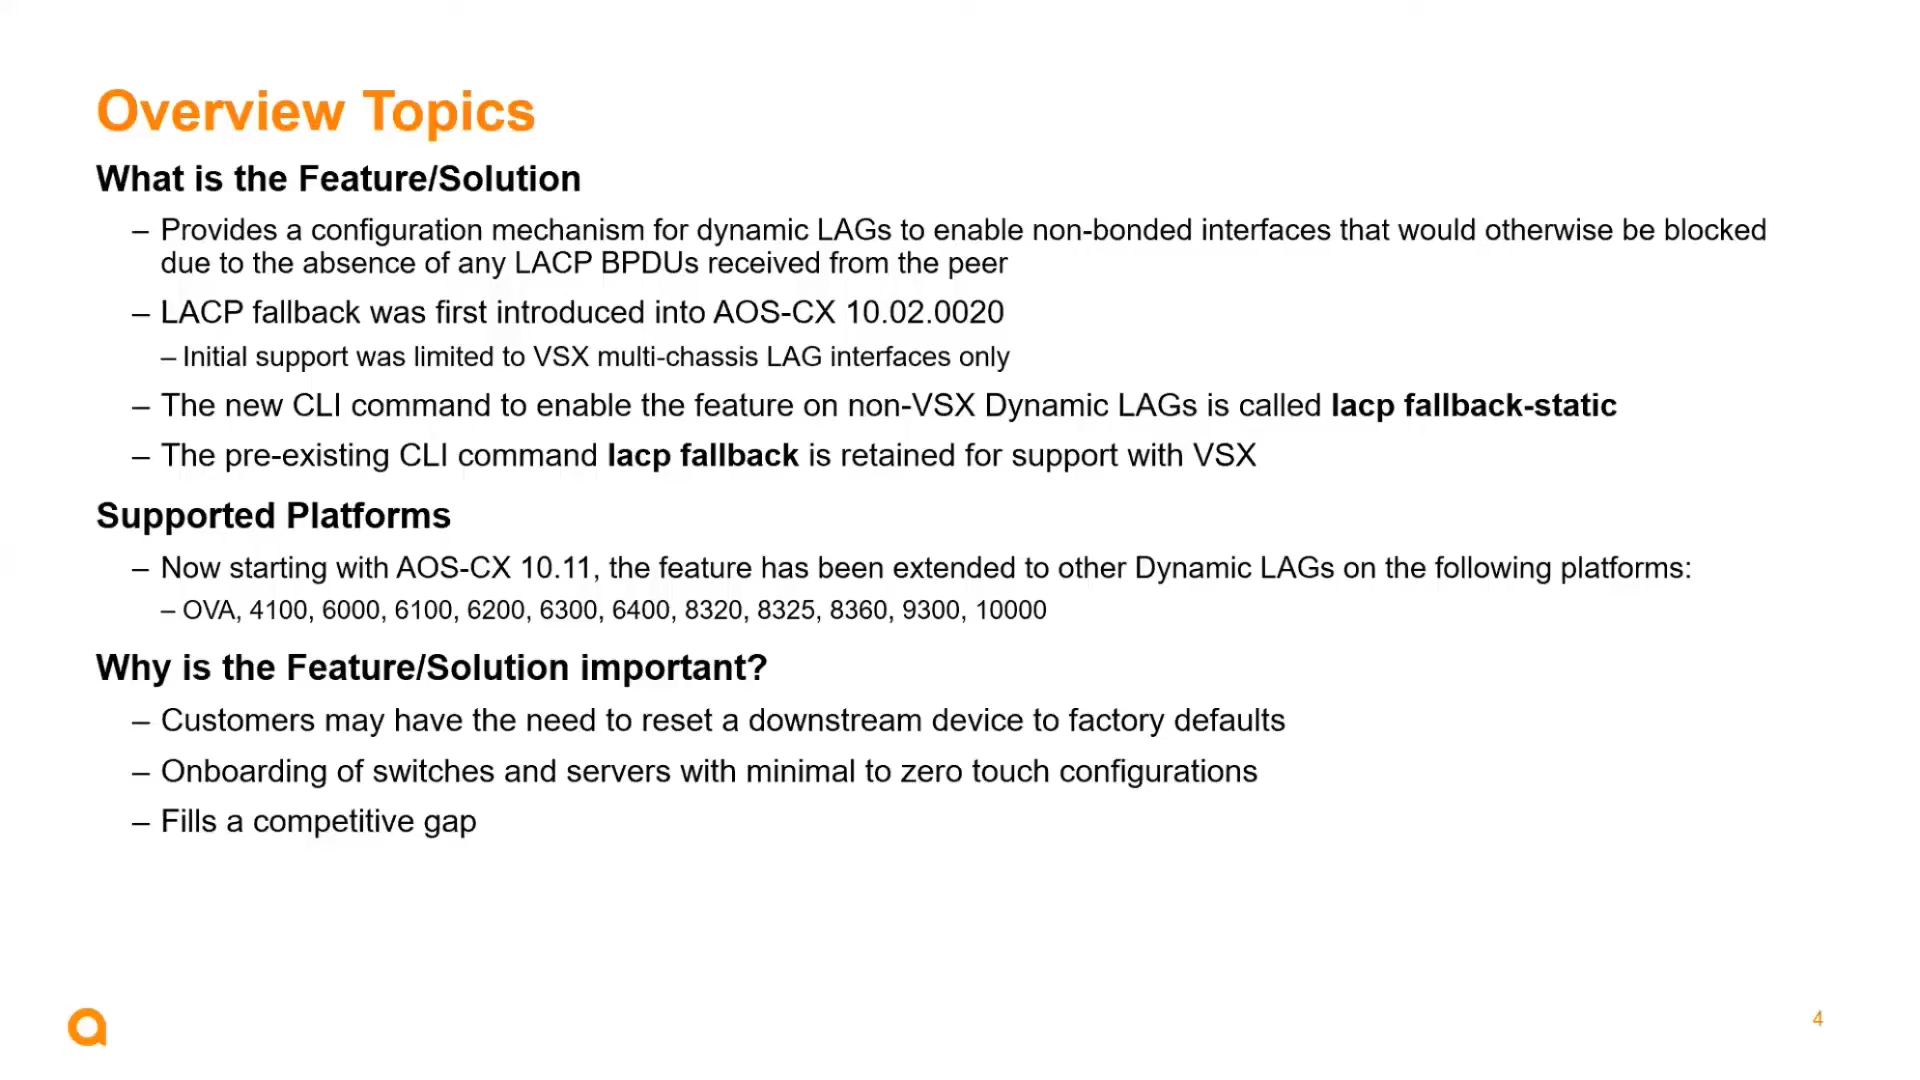 Overview Topics
What is the Feature/Solution
– Provides a configuration mechanism for dynamic LAGs to enable non-bonded interfaces that would otherwise be blocked
due to the absence of any LACP BPDUs received from the peer
– LACP fallback was first introduced into AOS-CX 10.02.0020
– Initial support was limited to VSX multi-chassis LAG interfaces only
– The new CLI command to enable the feature on non-VSX Dynamic LAGs is called lacp fallback-static
– The pre-existing CLI command lacp fallback is retained for support with VSX
Supported Platforms
– Now starting with AOS-CX 10.11, the feature has been extended to other Dynamic LAGs on the following platforms:
– OVA, 4100, 6000, 6100, 6200, 6300, 6400, 8320, 8325, 8360, 9300, 10000
Why is the Feature/Solution important?
– Customers may have the need to reset a downstream device to factory defaults
– Onboarding of switches and servers with minimal to zero touch configurations
– Fills a competitive gap
4